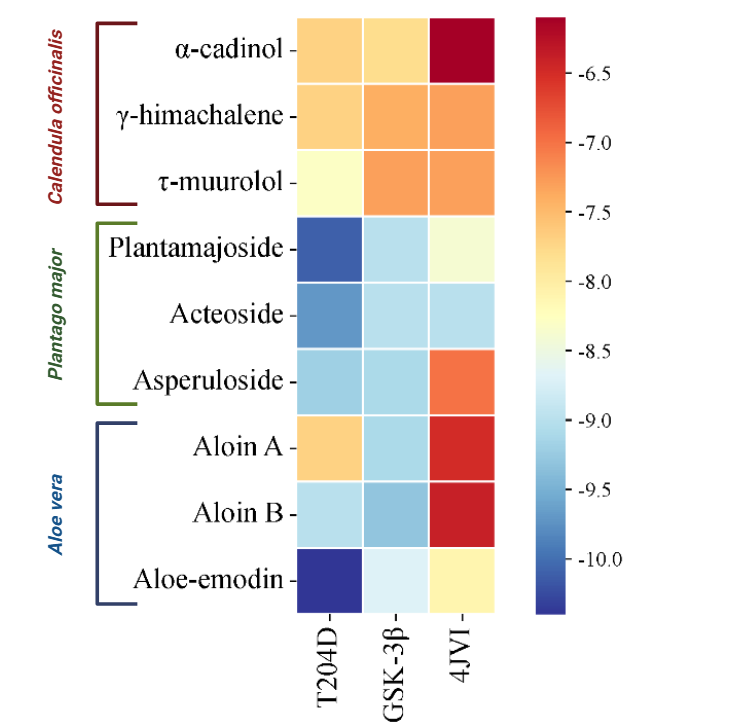 Calendula officinalis
Plantago major
Aloe vera
α-cadinol
γ-himachalene
τ-muurolol
Plantamajoside
Acteoside
Asperuloside
Aloin A
Aloin B
Aloe-emodin
T204D
GSK-3β
4JVI
-6.5
-7.0
-7.5
-8.0
-8.5
-9.0
-9.5
-10.0